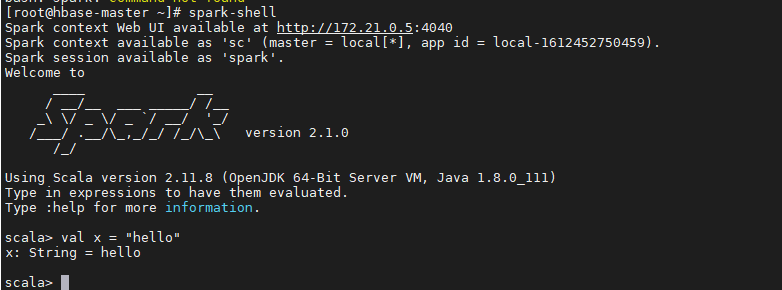 bash: spark: command not found
[root@hbase-master ~]# spark-shell
Spark context Web UI available at http://172.21.0.5:4040
Spark context available as 'sc' (master = local[*], app id = local-1612452750459).
Spark session available as 'spark'.
Welcome to
      ____              __
     / __/__  ___ _____/ /__
    _\ \/ _ \/ _ `/ __/  '_/
   /___/ .__/\_,_/_/ /_/\_\   version 2.1.0
      /_/
Using Scala version 2.11.8 (OpenJDK 64-Bit Server VM, Java 1.8.0_111)
Type in expressions to have them evaluated.
Type :help for more information.
scala> val x = "hello"
x: String = hello
scala>